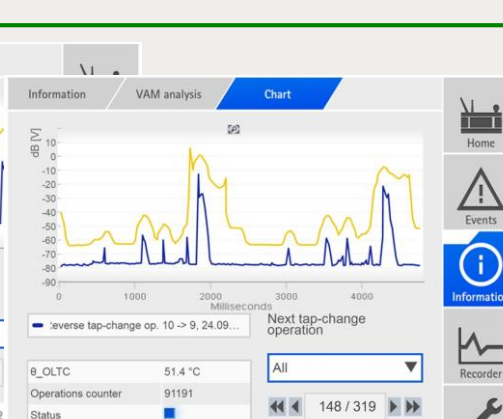 Information VAM analysis Chart
dB [V]
10
0
-10
-20
-30
-40
-50
-60
-70
-80
-90
0 1000 2000 3000 4000
Milliseconds
:everse tap-change op. 10 -> 9, 24.09...
Next tap-change
operation
All
θ_OLTC 51.4 °C
Operations counter 91191
Status
148 / 319
Home
Events
Informatio
Recorder